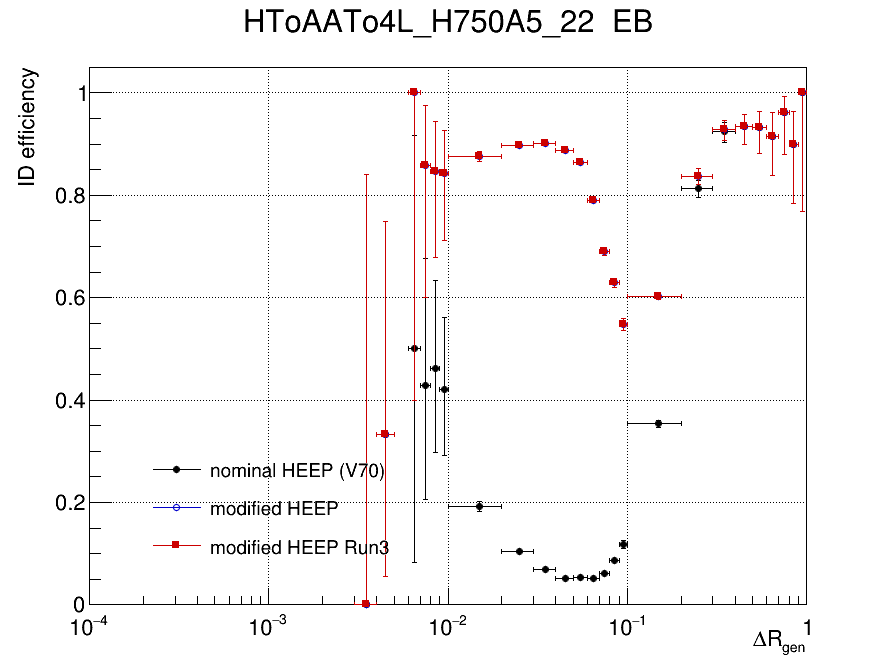 HToAATo4L_H750A5_22 EB
ID efficiency
1
0.8
0.6
0.4
0.2
0
nominal HEEP (V70)
modified HEEP
modified HEEP Run3
10−4 10−3 10−2 10−1 1
ΔRgen